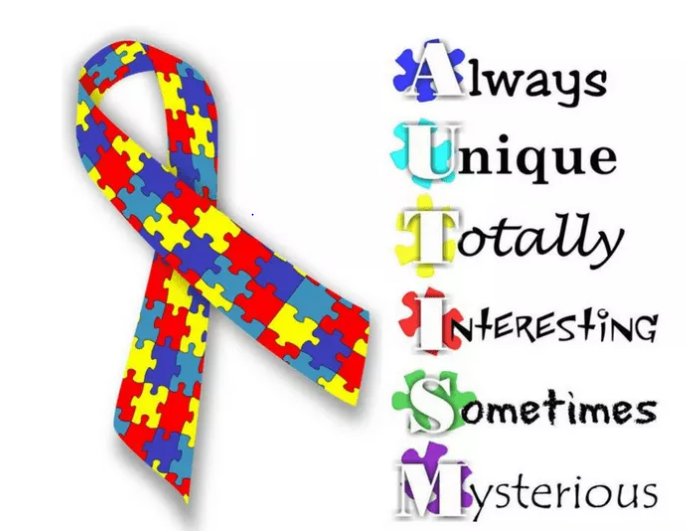 Always
Unique
Totally
INtEREStiNG
Sometimes
Mysterious